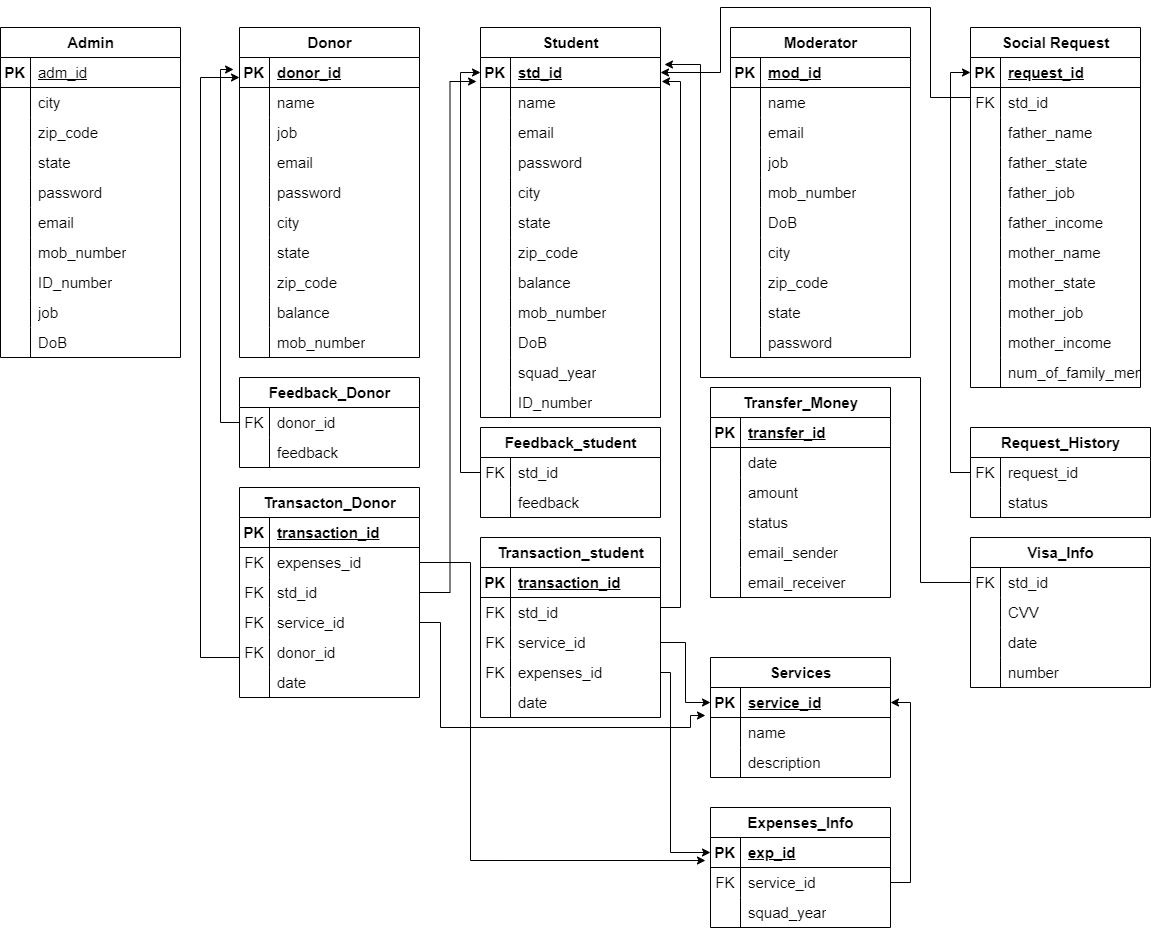 Admin
PK adm_id
city
zip_code
state
password
email
mob_number
ID_number
job
DoB
Donor
PK donor_id
name
job
email
password
city
state
zip_code
balance
mob_number
Feedback_Donor
FK donor_id
feedback
Transacton_Donor
PK transaction_id
FK expenses_id
FK std_id
FK service_id
FK donor_id
date
Student
PK std_id
name
email
password
city
state
zip_code
balance
mob_number
DoB
squad_year
ID_number
Feedback_student
FK std_id
feedback
Transaction_student
PK transaction_id
FK std_id
FK service_id
FK expenses_id
date
Moderator
PK mod_id
name
email
job
mob_number
DoB
city
zip_code
state
password
Transfer_Money
PK transfer_id
date
amount
status
email_sender
email_receiver
Services
PK service_id
name
description
Expenses_Info
PK exp_id
FK service_id
squad_year
Social Request
PK request_id
FK std_id
father_name
father_state
father_job
father_income
mother_name
mother_state
mother_job
mother_income
num_of_family_mer
Request_History
FK request_id
status
Visa_Info
FK std_id
CVV
date
number